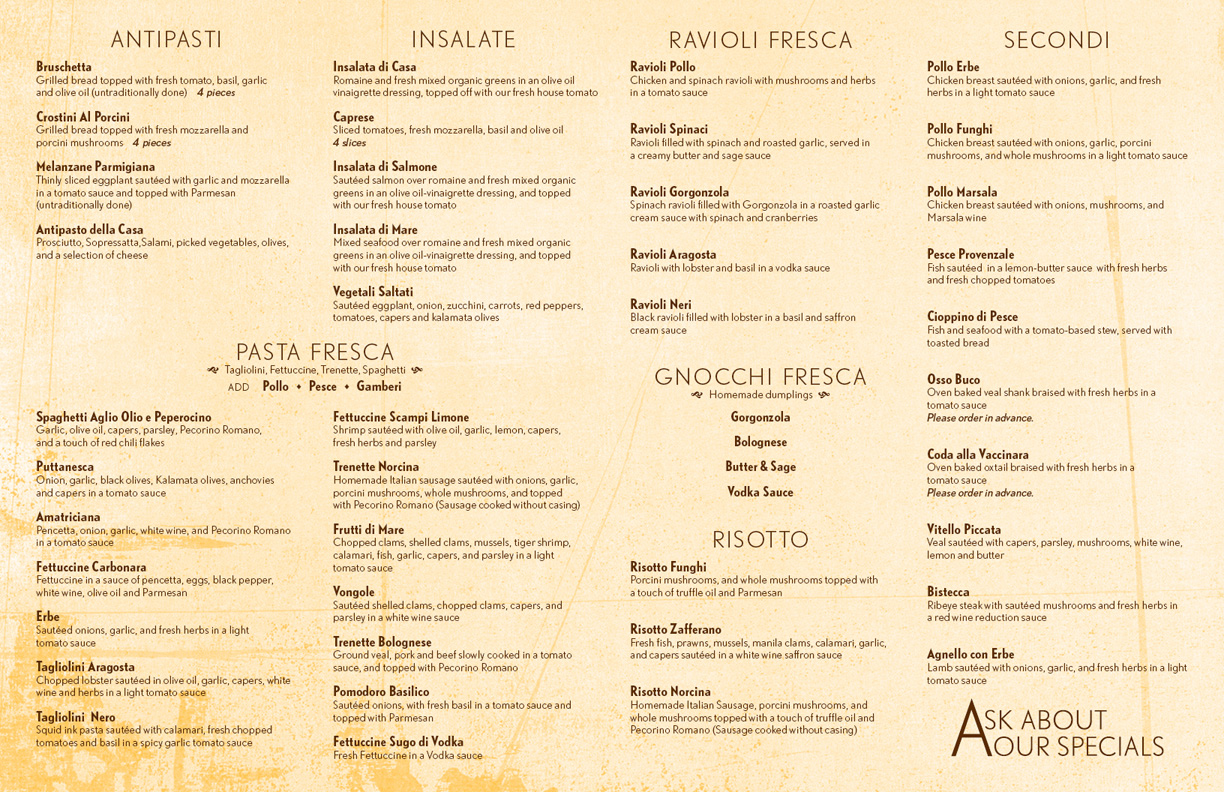 ANTIPASTI
Bruschetta
Grilled bread topped with fresh tomato, basil, garlic
and olive oil (untraditionally done) 4 pieces
Crostini Al Porcini
Grilled bread topped with fresh mozzarella and
porcini mushrooms 4 pieces
Melanzane Parmigiana
Thinly sliced eggplant sautéed with garlic and mozzarella
in a tomato sauce and topped with Parmesan
(untraditionally done)
Antipasto della Casa
Prosciutto, Sopressatta,Salami, picked vegetables, olives,
and a selection of cheese
INSALATE
Insalata di Casa
Romaine and fresh mixed organic greens in an olive oil
vinaigrette dressing, topped off with our fresh house tomato
Caprese
Sliced tomatoes, fresh mozzarella, basil and olive oil
4 slices
Insalata di Salmone
Sautéed salmon over romaine and fresh mixed organic
greens in an olive oil-vinaigrette dressing, and topped
with our fresh house tomato
Insalata di Mare
Mixed seafood over romaine and fresh mixed organic
greens in an olive oil-vinaigrette dressing, and topped
with our fresh house tomato
Vegetali Saltati
Sautéed eggplant, onion, zucchini, carrots, red peppers,
tomatoes, capers and kalamata olives
PASTA FRESCA
Tagliolini, Fettuccine, Trenette, Spaghetti
ADD Pollo ♦ Pesce ♦ Gamberi
Spaghetti Aglio Olio e Peperocino
Garlic, olive oil, capers, parsley, Pecorino Romano,
and a touch of red chili flakes
Puttanesca
Onion, garlic, black olives, Kalamata olives, anchovies
and capers in a tomato sauce
Amatriciana
Pencetta, onion, garlic, white wine, and Pecorino Romano
in a tomato sauce
Fettuccine Carbonara
Fettuccine in a sauce of pencetta, eggs, black pepper,
white wine, olive oil and Parmesan
Erbe
Sautéed onions, garlic, and fresh herbs in a light
tomato sauce
Tagliolini Aragosta
Chopped lobster sautéed in olive oil, garlic, capers, white
wine and herbs in a light tomato sauce
Tagliolini Nero
Squid ink pasta sautéed with calamari, fresh chopped
tomatoes and basil in a spicy garlic tomato sauce
Fettuccine Scampi Limone
Shrimp sautéed with olive oil, garlic, lemon, capers,
fresh herbs and parsley
Trenette Norcina
Homemade Italian sausage sautéed with onions, garlic,
porcini mushrooms, whole mushrooms, and topped
with Pecorino Romano (Sausage cooked without casing)
Frutti di Mare
Chopped clams, shelled clams, mussels, tiger shrimp,
calamari, fish, garlic, capers, and parsley in a light
tomato sauce
Vongole
Sautéed shelled clams, chopped clams, capers, and
parsley in a white wine sauce
Trenette Bolognese
Ground veal, pork and beef slowly cooked in a tomato
sauce, and topped with Pecorino Romano
Pomodoro Basilico
Sautéed onions, with fresh basil in a tomato sauce and
topped with Parmesan
Fettuccine Sugo di Vodka
Fresh Fettuccine in a Vodka sauce
RAVIOLI FRESCA
Ravioli Pollo
Chicken and spinach ravioli with mushrooms and herbs
in a tomato sauce
Ravioli Spinaci
Ravioli filled with spinach and roasted garlic, served in
a creamy butter and sage sauce
Ravioli Gorgonzola
Spinach ravioli filled with Gorgonzola in a roasted garlic
cream sauce with spinach and cranberries
Ravioli Aragosta
Ravioli with lobster and basil in a vodka sauce
Ravioli Neri
Black ravioli filled with lobster in a basil and saffron
cream sauce
GNOCCHI FRESCA
Homemade dumplings
Gorgonzola
Bolognese
Butter & Sage
Vodka Sauce
RISOTTO
Risotto Funghi
Porcini mushrooms, and whole mushrooms topped with
a touch of truffle oil and Parmesan
Risotto Zafferano
Fresh fish, prawns, mussels, manila clams, calamari, garlic,
and capers sautéed in a white wine saffron sauce
Risotto Norcina
Homemade Italian Sausage, porcini mushrooms, and
whole mushrooms topped with a touch of truffle oil and
Pecorino Romano (Sausage cooked without casing)
SECONDI
Pollo Erbe
Chicken breast sautéed with onions, garlic, and fresh
herbs in a light tomato sauce
Pollo Funghi
Chicken breast sautéed with onions, garlic, porcini
mushrooms, and whole mushrooms in a light tomato sauce
Pollo Marsala
Chicken breast sautéed with onions, mushrooms, and
Marsala wine
Pesce Provenzale
Fish sautéed in a lemon-butter sauce with fresh herbs
and fresh chopped tomatoes
Cioppino di Pesce
Fish and seafood with a tomato-based stew, served with
toasted bread
Osso Buco
Oven baked veal shank braised with fresh herbs in a
tomato sauce
Please order in advance.
Coda alla Vaccinara
Oven baked oxtail braised with fresh herbs in a
tomato sauce
Please order in advance.
Vitello Piccata
Veal sautéed with capers, parsley, mushrooms, white wine,
lemon and butter
Bistecca
Ribeye steak with sautéed mushrooms and fresh herbs in
a red wine reduction sauce
Agnello con Erbe
Lamb sautéed with onions, garlic, and fresh herbs in a light
tomato sauce
ASK ABOUT
OUR SPECIALS